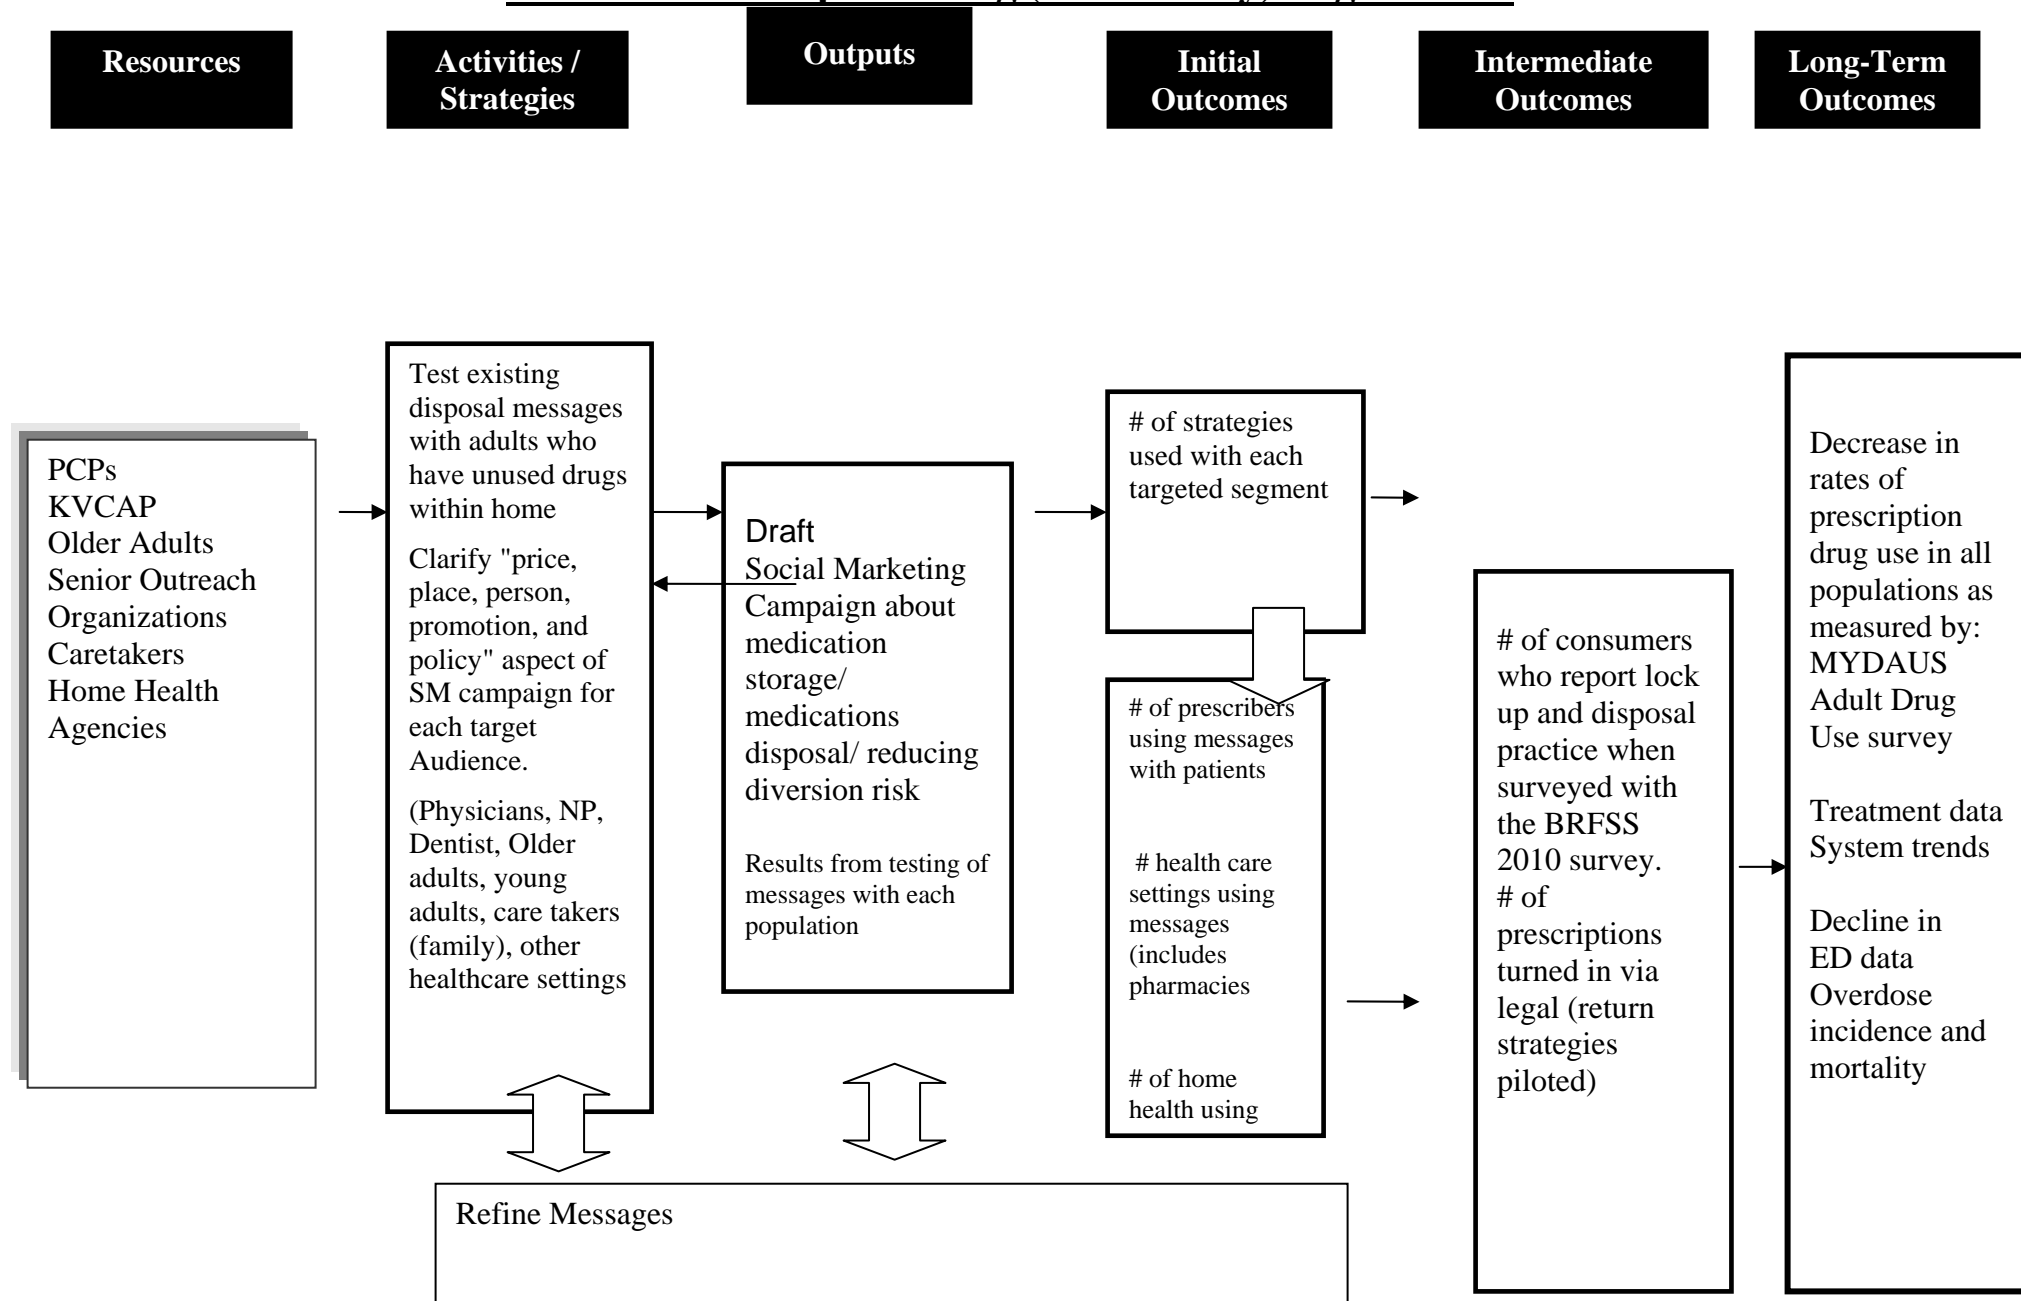 Resources
Activities /
Strategies
Outputs
Initial
Outcomes
Intermediate
Outcomes
Long-Term
Outcomes
PCPs
KVCAP
Older Adults
Senior Outreach
Organizations
Caretakers
Home Health
Agencies
Test existing
disposal messages
with adults who
have unused drugs
within home
Clarify "price,
place, person,
promotion, and
policy" aspect of
SM campaign for
each target
Audience.
(Physicians, NP,
Dentist, Older
adults, young
adults, care takers
(family), other
healthcare settings
Draft
Social Marketing
Campaign about
medication
storage/
medications
disposal/ reducing
diversion risk
Results from testing of
messages with each
population
# of strategies
used with each
targeted segment
# of prescribers
using messages
with patients
# health care
settings using
messages
(includes
pharmacies
# of home
health using
# of consumers
who report lock
up and disposal
practice when
surveyed with
the BRFSS
2010 survey.
# of
prescriptions
turned in via
legal (return
strategies
piloted)
Decrease in
rates of
prescription
drug use in all
populations as
measured by:
MYDAUS
Adult Drug
Use survey
Treatment data
System trends
Decline in
ED data
Overdose
incidence and
mortality
Refine Messages